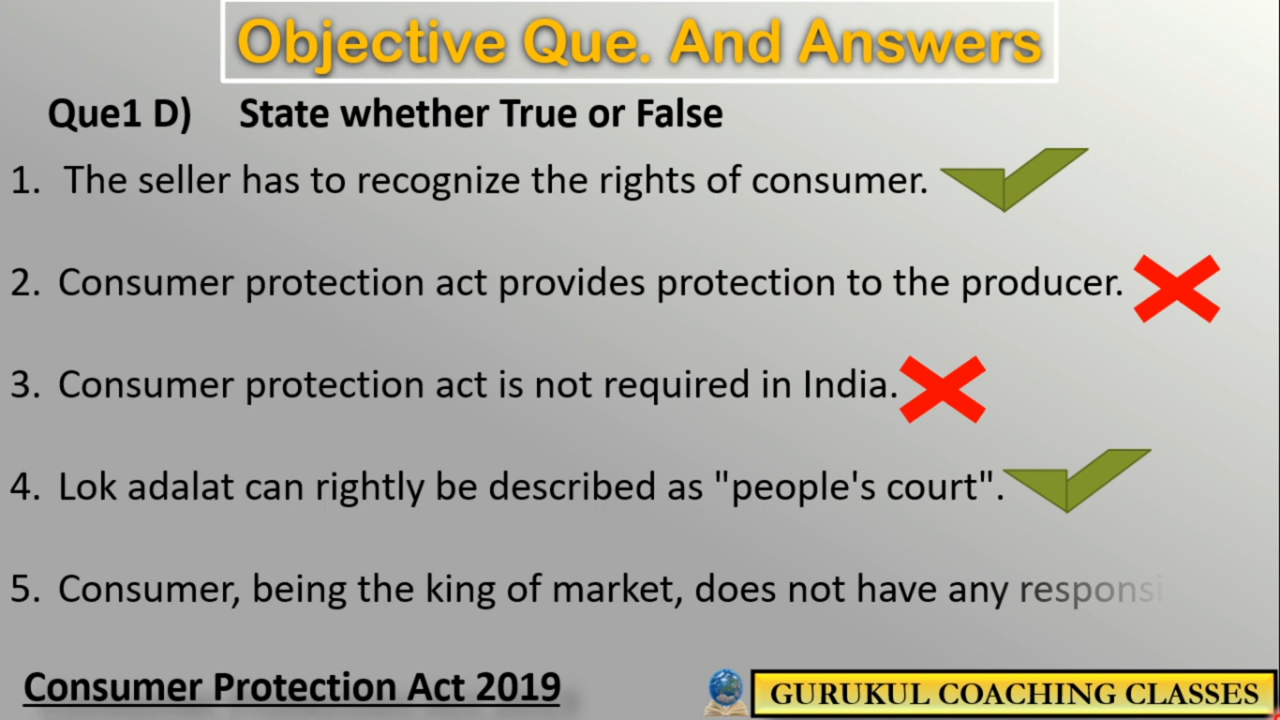 Objective Que. And Answers
Que1 D) State whether True or False
1. The seller has to recognize the rights of consumer.
2. Consumer protection act provides protection to the producer.
3. Consumer protection act is not required in India.
4. Lok adalat can rightly be described as "people's court".
5. Consumer, being the king of market, does not have any
Consumer Protection Act 2019
GURUKUL COACHING CLASSES